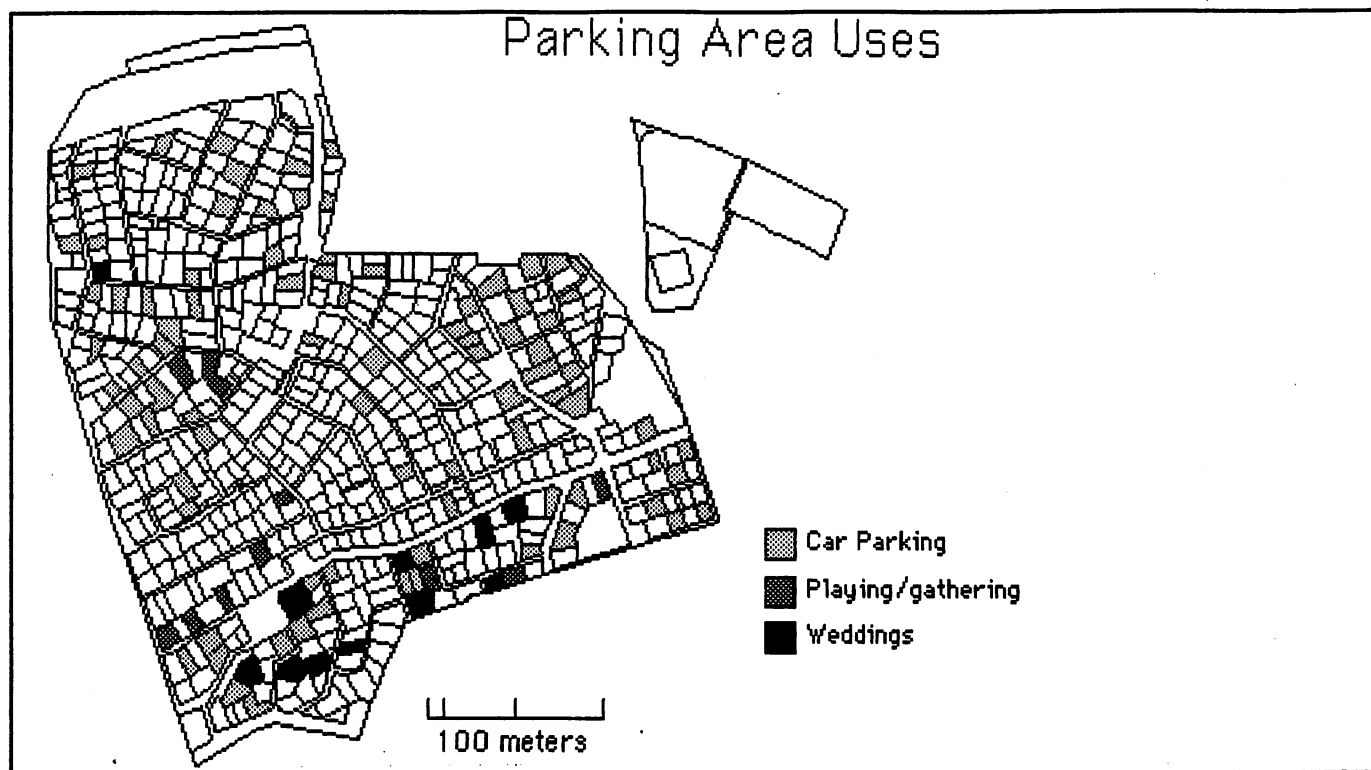 Parking Area Uses
Car Parking
Playing/gathering
Weddings
100 meters